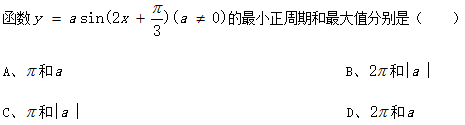 函数 y = a sin(2x + π/3)(a ≠ 0)的最小正周期和最大值分别是（ ）
A、π和a B、2π和|a|
C、π和|a| D、2π和a